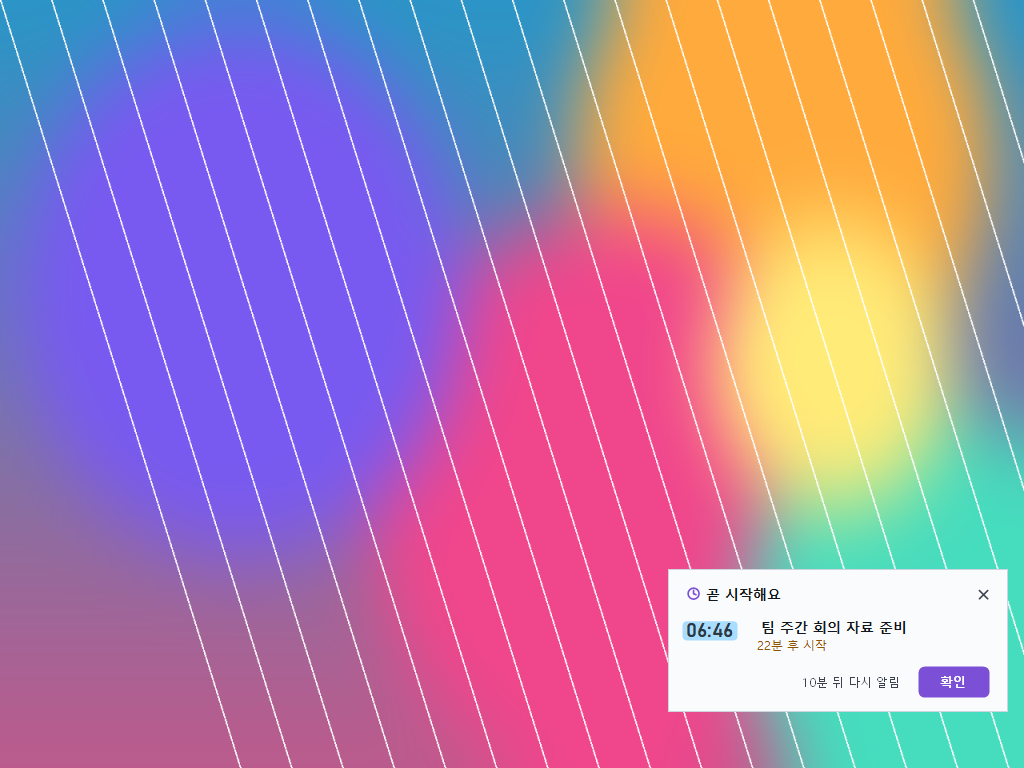 곧 시작해요
06:46 팀 주간 회의 자료 준비
22분 후 시작
10분 뒤 다시 알림 확인